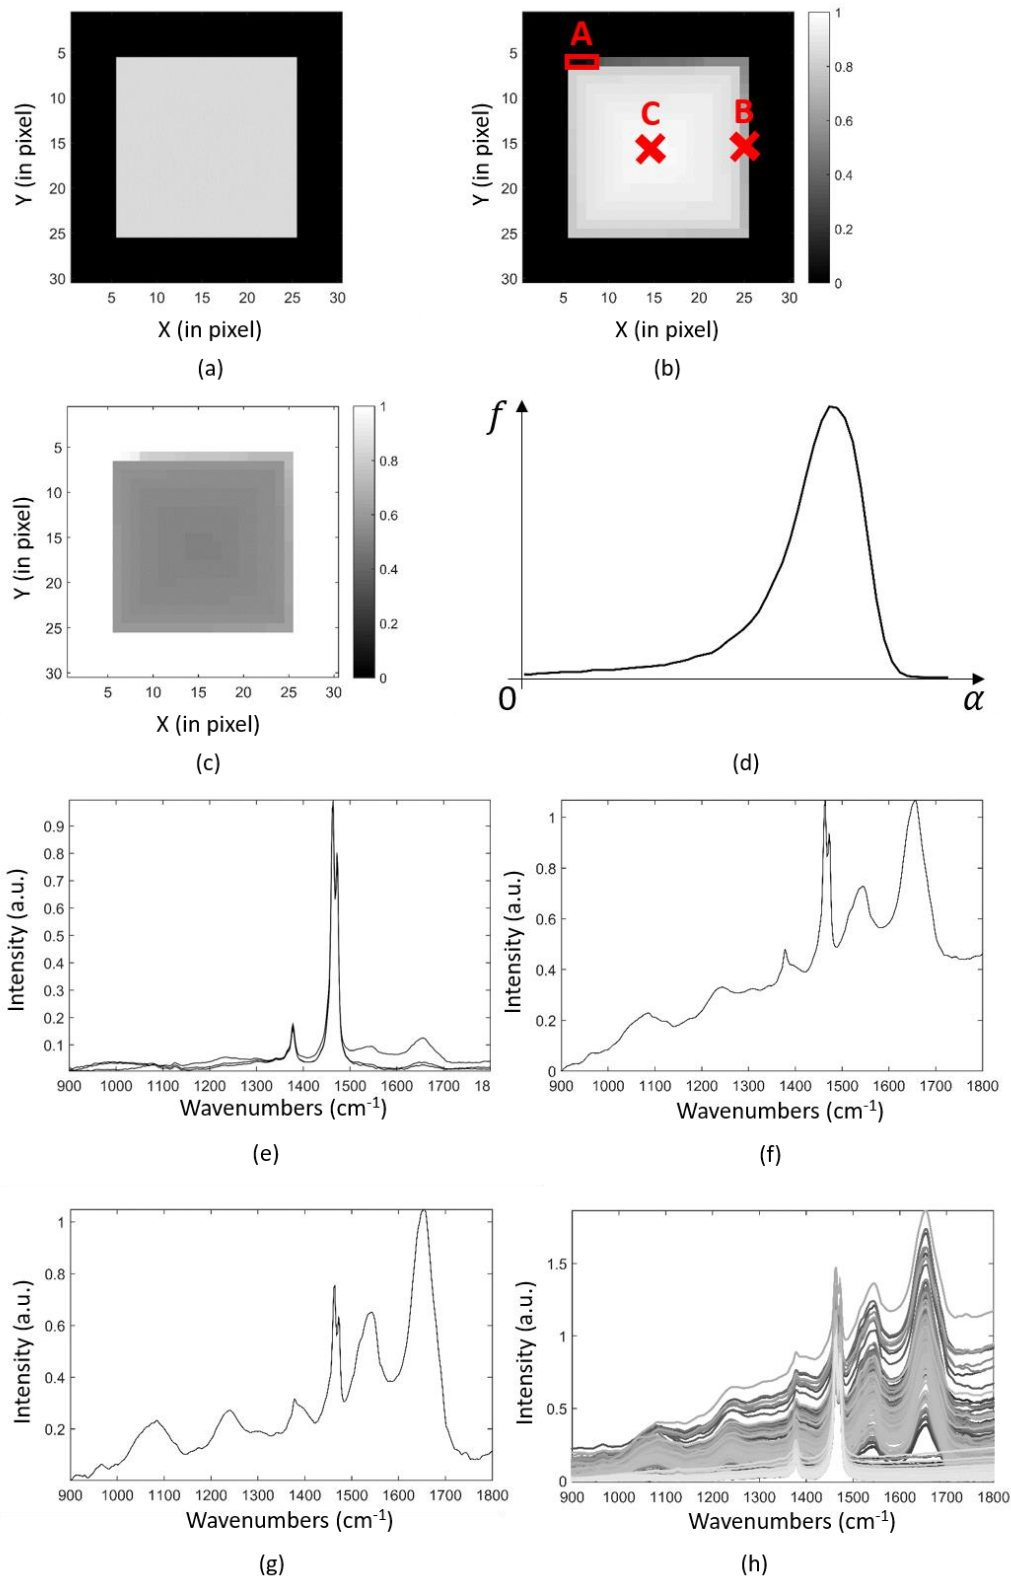 5
10
15
20
25
30
5 10 15 20 25 30
Y (in pixel)
X (in pixel)
(a)
A
B
C
5
10
15
20
25
30
5 10 15 20 25 30
Y (in pixel)
X (in pixel)
1
0.8
0.6
0.4
0.2
0
(b)
5
10
15
20
25
30
5 10 15 20 25 30
Y (in pixel)
X (in pixel)
1
0.8
0.6
0.4
0.2
0
(c)
f
0
α
(d)
0.9
0.8
0.7
0.6
0.5
0.4
0.3
0.2
0.1
900 1000 1100 1200 1300 1400 1500 1600 1700 180
Intensity (a.u.)
Wavenumbers (cm-1)
(e)
1
0.8
0.6
0.4
0.2
0
900 1000 1100 1200 1300 1400 1500 1600 1700 1800
Intensity (a.u.)
Wavenumbers (cm-1)
(f)
1
0.8
0.6
0.4
0.2
900 1000 1100 1200 1300 1400 1500 1600 1700 1800
Intensity (a.u.)
Wavenumbers (cm-1)
(g)
1.5
1
0.5
0
900 1000 1100 1200 1300 1400 1500 1600 1700 1800
Intensity (a.u.)
Wavenumbers (cm-1)
(h)